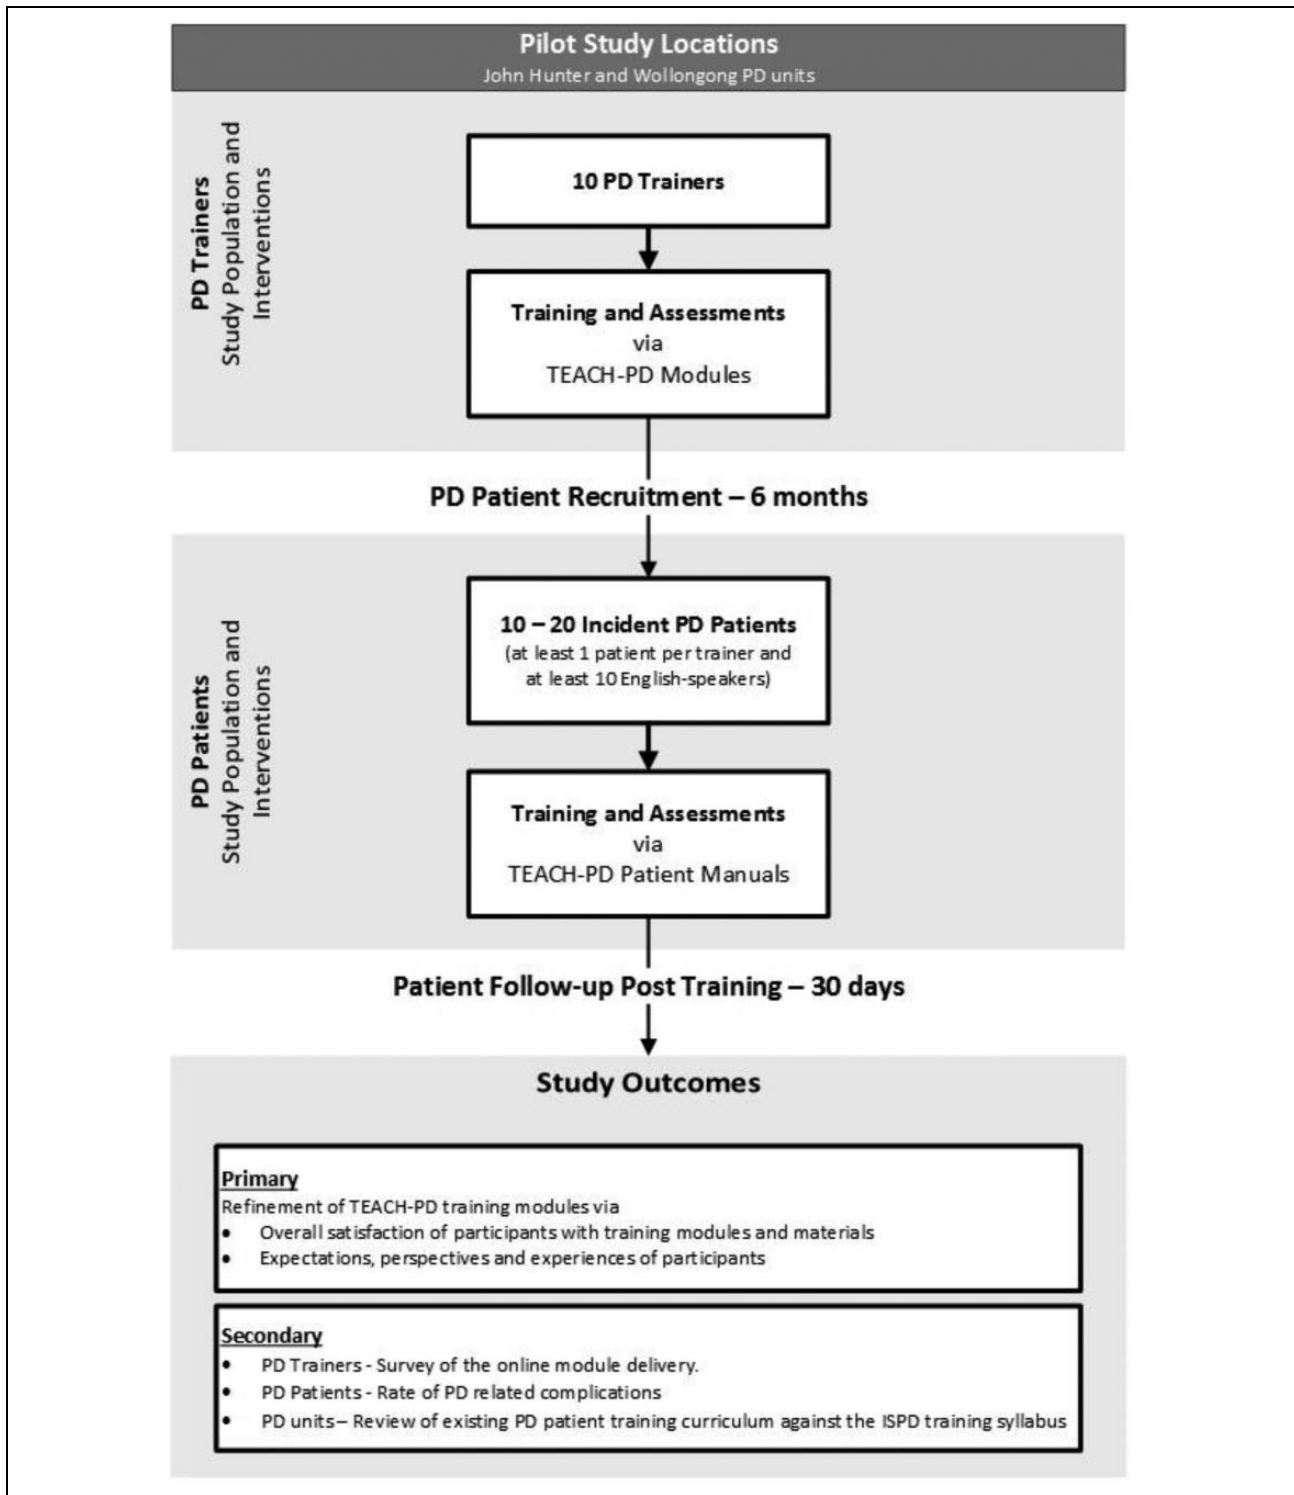 Pilot Study Locations
John Hunter and Wollongong PD units
PD Trainers
Study Population and
Interventions
10 PD Trainers
Training and Assessments
via
TEACH-PD Modules
PD Patient Recruitment – 6 months
PD Patients
Study Population and
Interventions
10 – 20 Incident PD Patients
(at least 1 patient per trainer and
at least 10 English-speakers)
Training and Assessments
via
TEACH-PD Patient Manuals
Patient Follow-up Post Training – 30 days
Study Outcomes
Primary
Refinement of TEACH-PD training modules via
• Overall satisfaction of participants with training modules and materials
• Expectations, perspectives and experiences of participants
Secondary
• PD Trainers - Survey of the online module delivery.
• PD Patients - Rate of PD related complications
• PD units – Review of existing PD patient training curriculum against the ISPD training syllabus